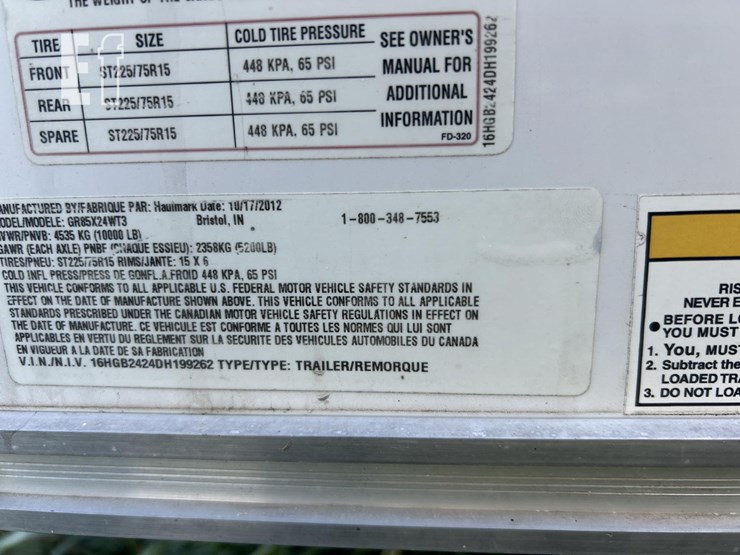 THE WEIGHT OF THE
TIRE SIZE COLD TIRE PRESSURE SEE OWNER'S
FRONT ST225/75R15 448 KPA, 65 PSI MANUAL FOR
REAR ST225/75R15 448 KPA, 65 PSI ADDITIONAL
SPARE ST225/75R15 448 KPA, 65 PSI INFORMATION
FD-320
16HGB2424DH199262
Ef
ANUFACTURED BY/FABRIQUE PAR: Haulmark Date: 10/17/2012
ODEL/MODELE: GR85X24WT3 Bristol, IN 1-800-348-7553
VWR/PNVB: 4535 KG (10000 LB)
GAWR (EACH AXLE) PNBF (CHAQUE ESSIEU): 2358KG (5200LB)
TIRES/PNEU: ST225/75R15 RIMS/JANTE: 15 X 6
COLD INFL PRESS/PRESS DE GONFL.A.FROID 448 KPA, 65 PSI
THIS VEHICLE CONFORMS TO ALL APPLICABLE U.S. FEDERAL MOTOR VEHICLE SAFETY STANDARDS IN
EFFECT ON THE DATE OF MANUFACTURE SHOWN ABOVE. THIS VEHICLE CONFORMS TO ALL APPLICABLE
STANDARDS PRESCRIBED UNDER THE CANADIAN MOTOR VEHICLE SAFETY REGULATIONS IN EFFECT ON
THE DATE OF MANUFACTURE. CE VEHICULE EST CONFORME A TOUTES LES NORMES QUI LUI SONT
APPLICABLES EN VERTU DU REGLEMENT SUR LA SECURITE DES VEHICULES AUTOMOBILES DU CANADA
EN VIGUEUR A LA DATE DE SA FABRICATION
V.I.N./N.I.V. 16HGB2424DH199262 TYPE/TYPE: TRAILER/REMORQUE
RIS
NEVER E
● BEFORE LO
YOU MUST
1. You, MUST
2. Subtract the
LOADED TRA
3. DO NOT LOA